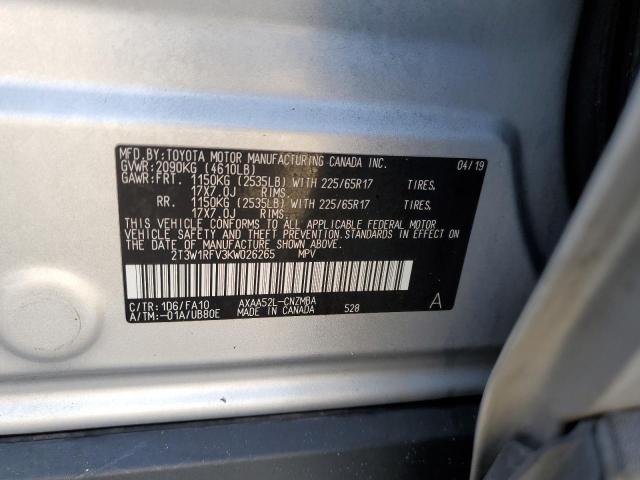 MFD.BY:TOYOTA MOTOR MANUFACTURING CANADA INC. 04/19
GVWR:2090KG (4610LB)
GAWR:FRT. 1150KG (2535LB) WITH 225/65R17 TIRES,
17X7.0J RIMS
RR. 1150KG (2535LB) WITH 225/65R17 TIRES,
17X7.0J RIMS
THIS VEHICLE CONFORMS TO ALL APPLICABLE FEDERAL MOTOR
VEHICLE SAFETY STANDARDS IN EFFECT ON THE
DATE OF MANUFACTURE SHOWN ABOVE.
2T3W1RFV3KW026265 MPV
C/TR:1D6/FA10 AXAA52L-CNZMBA A
A/TM:-01A/UB80E MADE IN CANADA 528